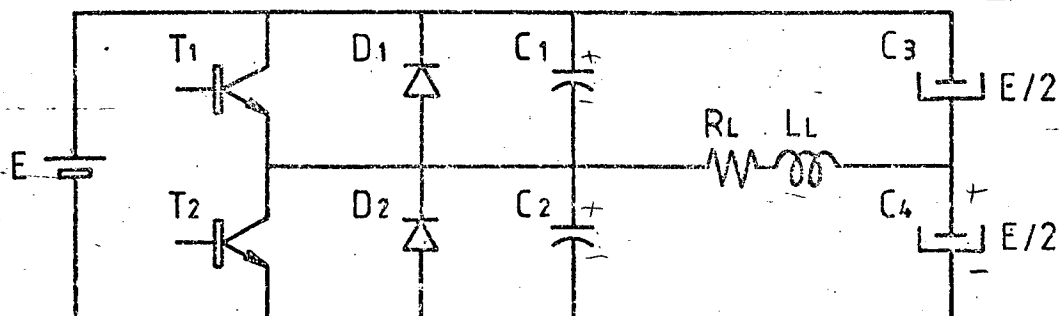 T1 D1 C1 + C3
- E/2
RL LL
E
T2 D2 C2 + C4 +
- E/2
-